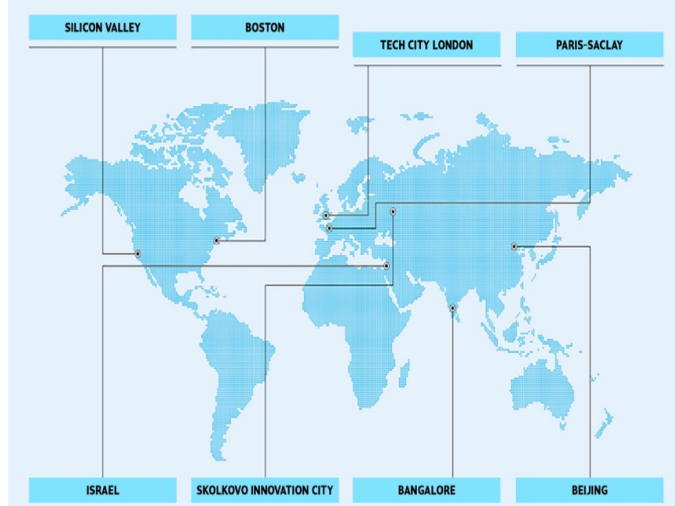 SILICON VALLEY
BOSTON
TECH CITY LONDON
PARIS-SACLAY
ISRAEL
SKOLKOVO INNOVATION CITY
BANGALORE
BEIJING